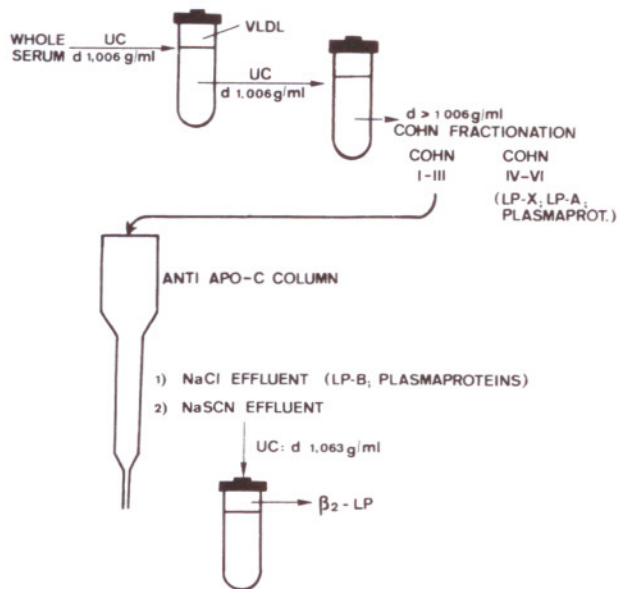 WHOLE
SERUM
UC
d 1,006 g/ml
VLDL
UC
d 1,006 g/ml
d > 1 006 g/ml
COHN FRACTIONATION
COHN
I-III
COHN
IV-VI
(LP-X; LP-A;
PLASMAPROT.)
ANTI APO-C COLUMN
1) NaCl EFFLUENT (LP-B; PLASMAPROTEINS)
2) NaSCN EFFLUENT
UC: d 1,063 g/ml
β₂-LP